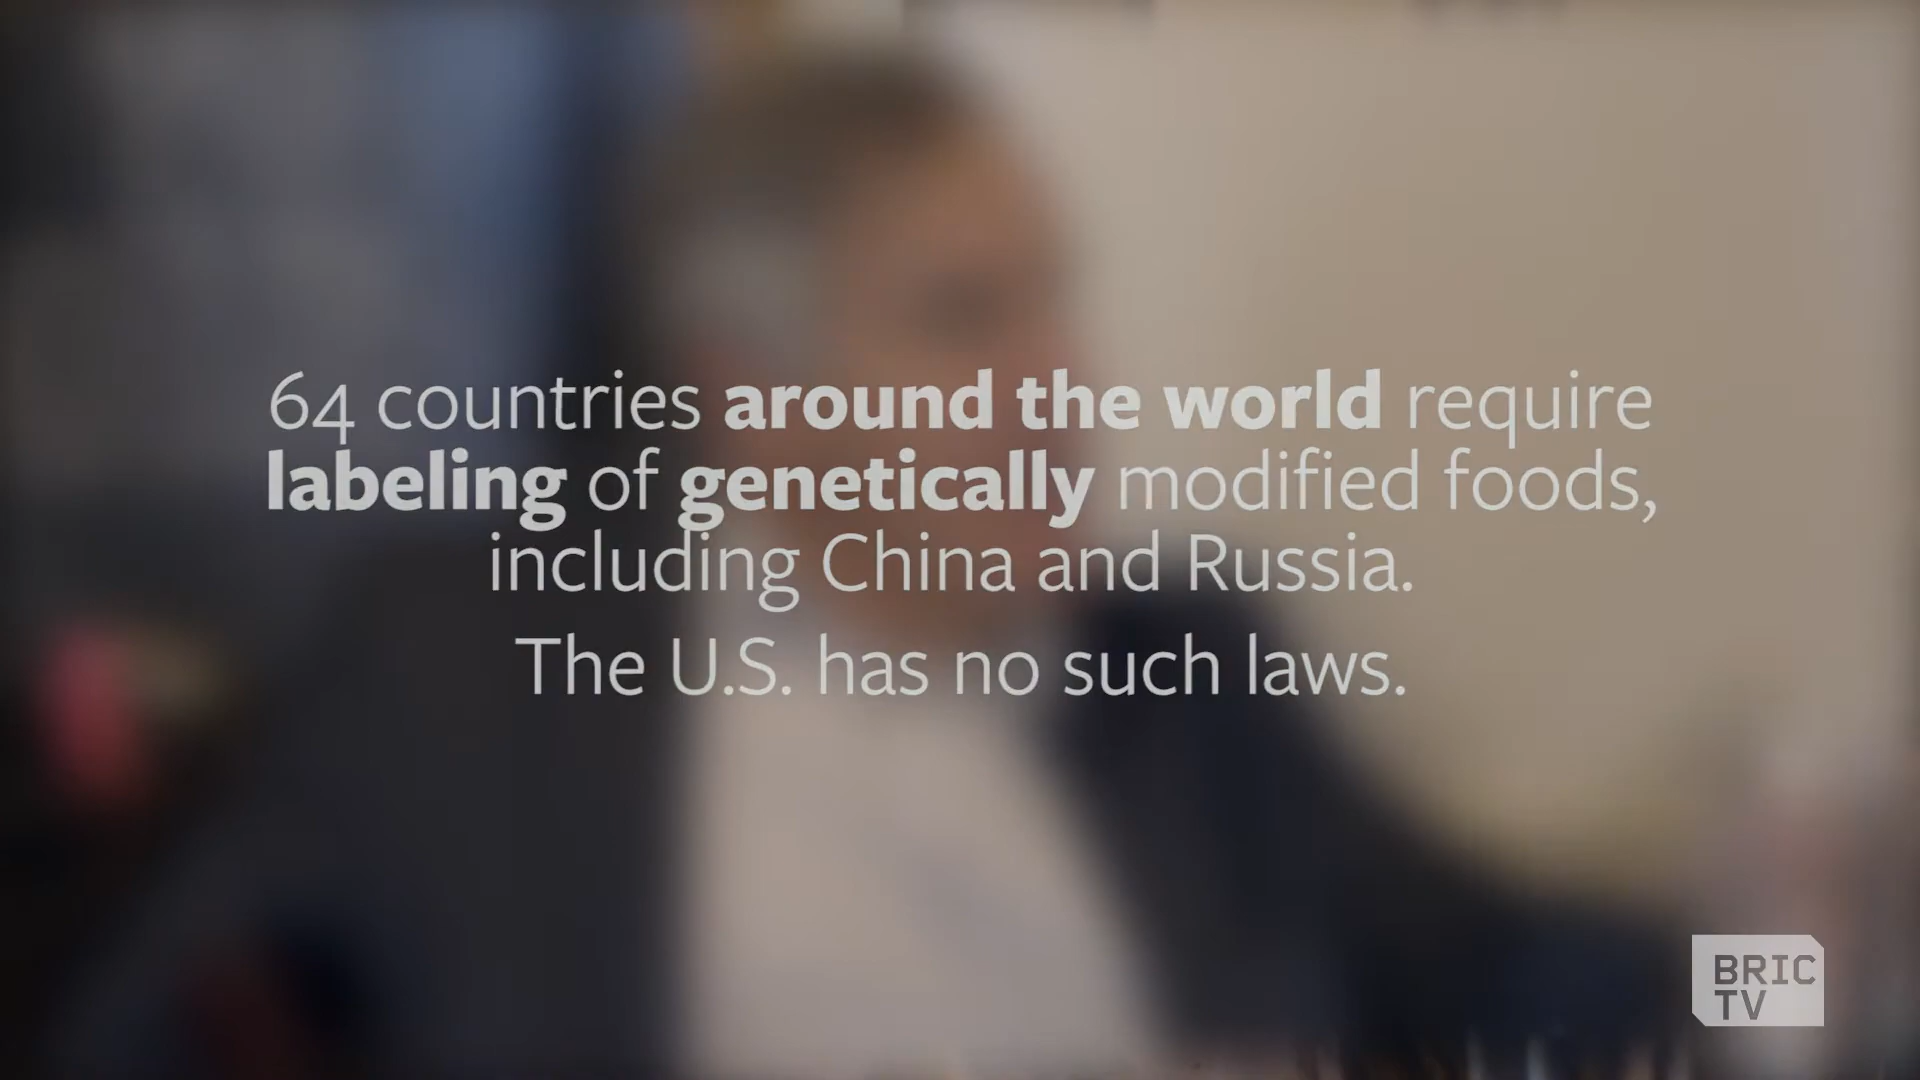 64 countries around the world require
labeling of genetically modified foods,
including China and Russia.
The U.S. has no such laws.
BRIC
TV